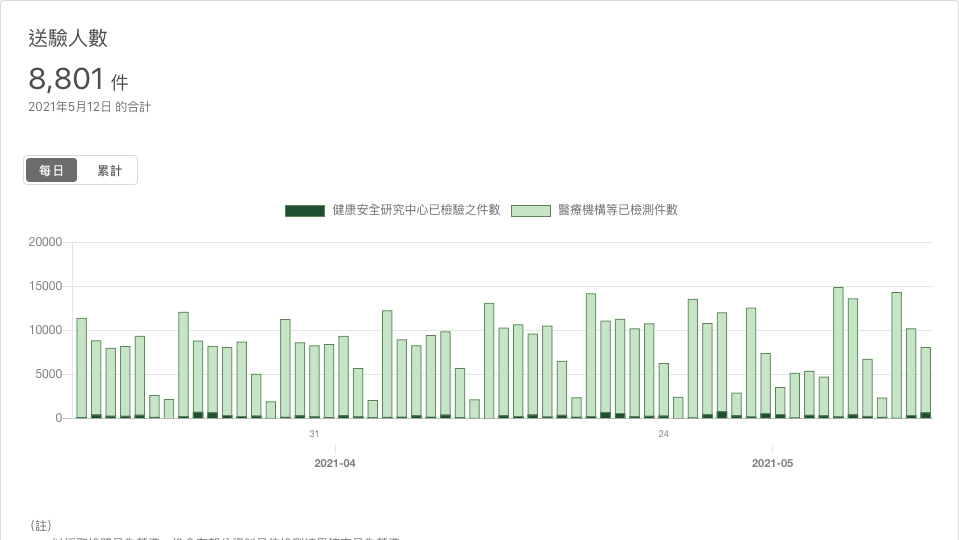 送驗人數
8,801 件
2021年5月12日 的合計
每日 累計
健康安全研究中心已檢驗之件數 醫療機構等已檢測件數
20000
15000
10000
5000
0
31 24
2021-04 2021-05
(註)